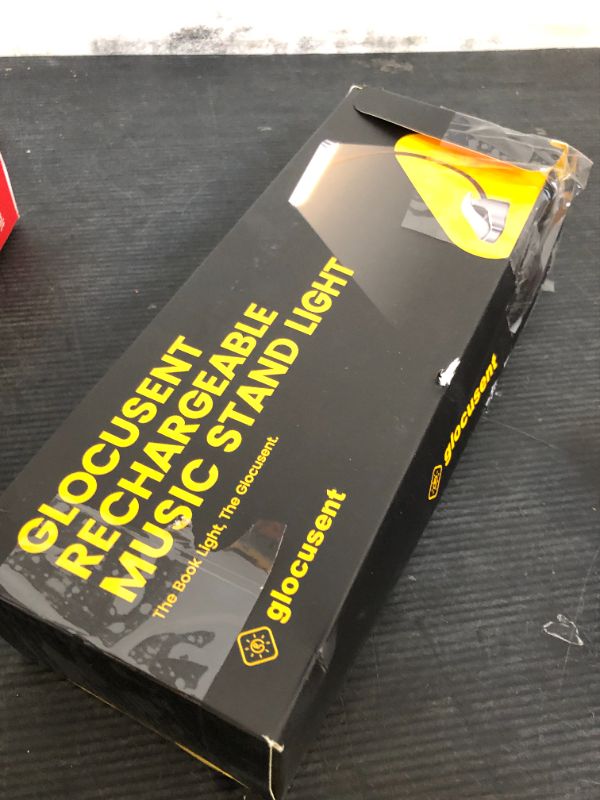 GLOCUSENT
RECHARGEABLE
MUSIC STAND LIGHT
The Book Light, The Glocusent.
glocusent
glocusent